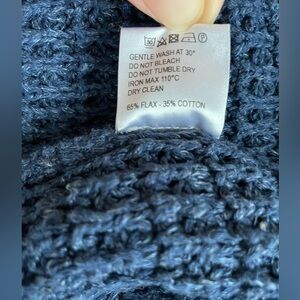 GENTLE WASH AT 30°
DO NOT BLEACH
DO NOT TUMBLE DRY
IRON MAX 110°C
DRY CLEAN
65% FLAX - 35% COTTON